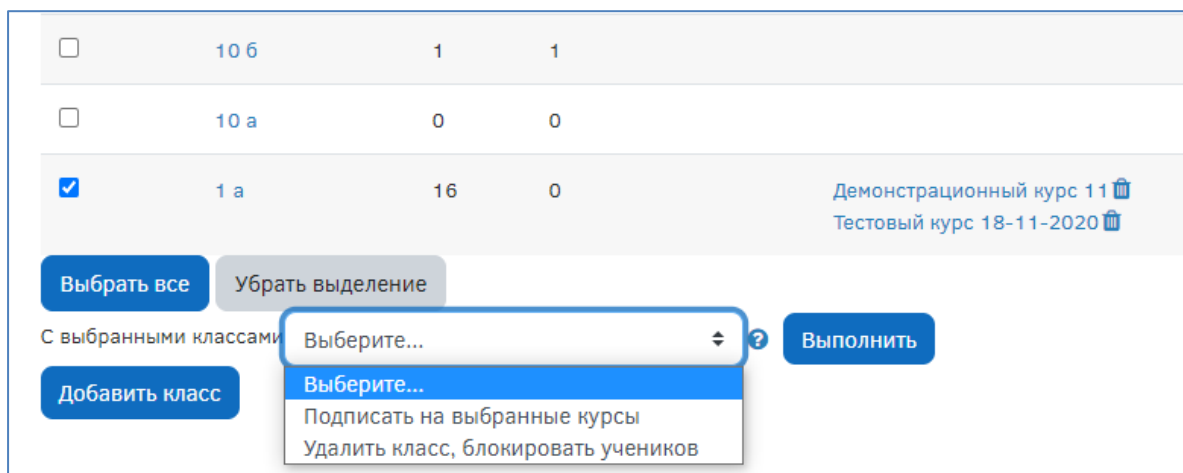 10 б 1 1
10 а 0 0
1 а 16 0 Демонстрационный курс 11
Тестовый курс 18-11-2020
Выбрать все Убрать выделение
С выбранными классами Выберите... ? Выполнить
Добавить класс
Выберите...
Подписать на выбранные курсы
Удалить класс, блокировать учеников